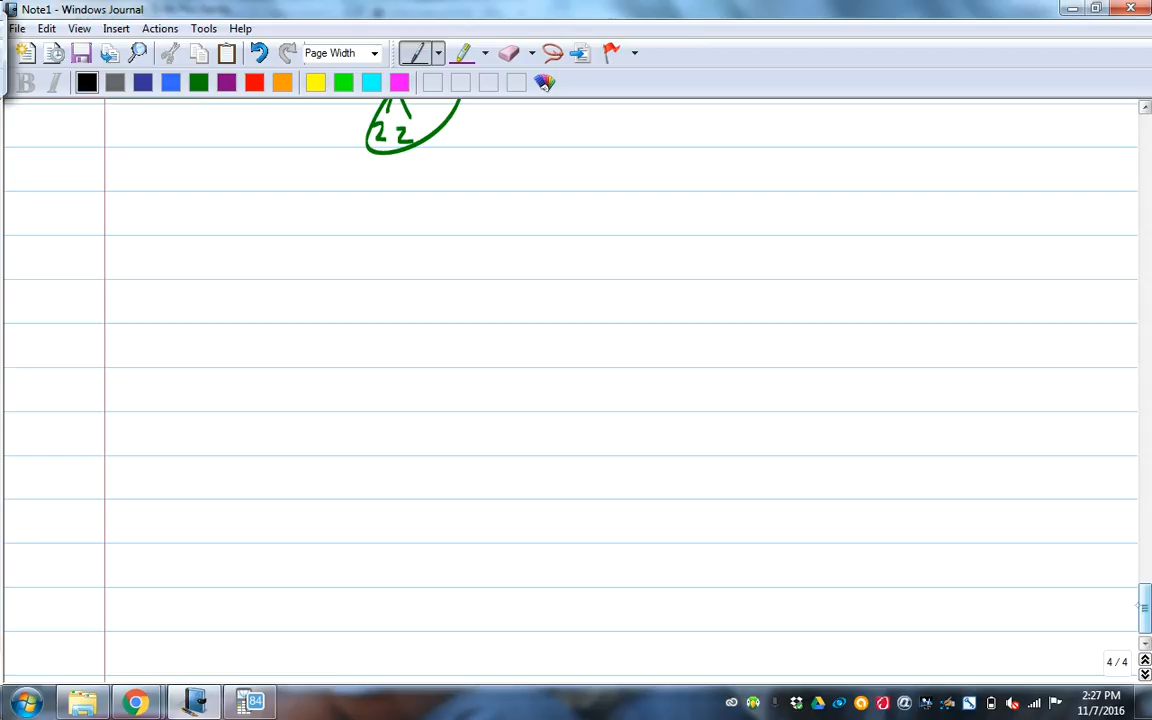 Note1 - Windows Journal
File Edit View Insert Actions Tools Help
Page Width
B I
2 2
4 / 4
84
2:27 PM
11/7/2016